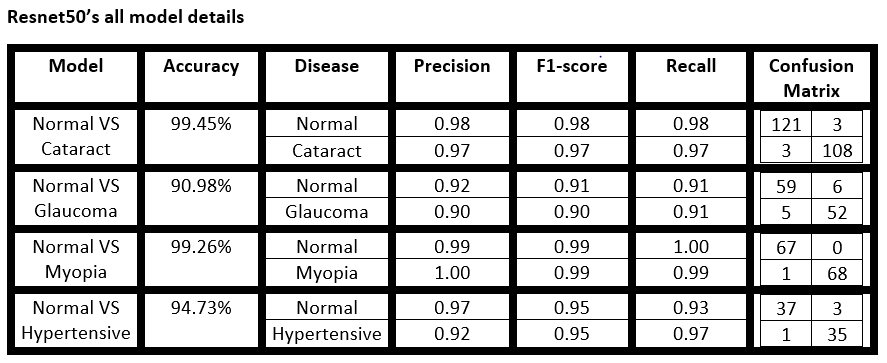 Resnet50's all model details
Model Accuracy Disease Precision F1-score Recall Confusion Matrix
Normal VS Cataract 99.45% Normal 0.98 0.98 0.98 121 3
Cataract 0.97 0.97 0.97 3 108
Normal VS Glaucoma 90.98% Normal 0.92 0.91 0.91 59 6
Glaucoma 0.90 0.90 0.91 5 52
Normal VS Myopia 99.26% Normal 0.99 0.99 1.00 67 0
Myopia 1.00 0.99 0.99 1 68
Normal VS Hypertensive 94.73% Normal 0.97 0.95 0.93 37 3
Hypertensive 0.92 0.95 0.97 1 35